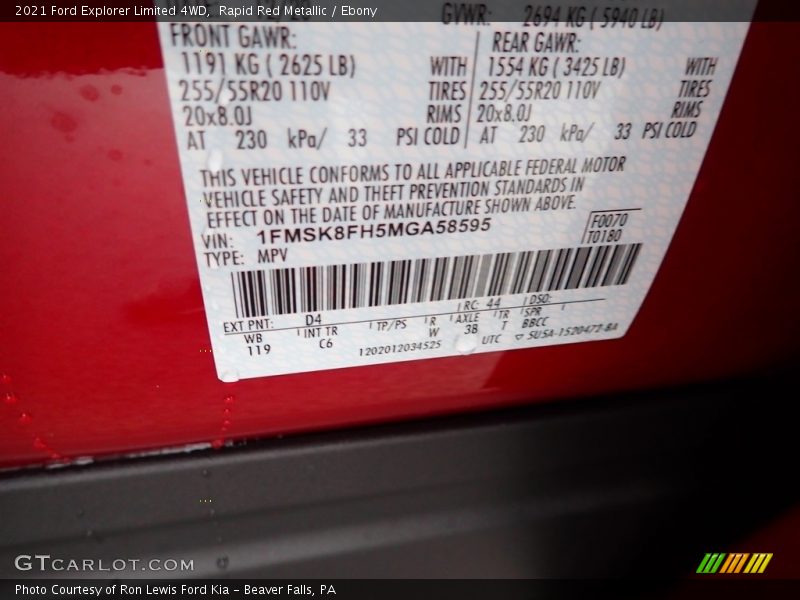 2021 Ford Explorer Limited 4WD, Rapid Red Metallic / Ebony
GVWR: 2694 KG ( 5940 LB)
FRONT GAWR: REAR GAWR:
1191 KG ( 2625 LB) WITH 1554 KG ( 3425 LB) WITH
255/55R20 110V TIRES 255/55R20 110V TIRES
20x8.0J RIMS 20x8.0J RIMS
AT 230 kPa/ 33 PSI COLD AT 230 kPa/ 33 PSI COLD
THIS VEHICLE CONFORMS TO ALL APPLICABLE FEDERAL MOTOR
VEHICLE SAFETY AND THEFT PREVENTION STANDARDS IN
EFFECT ON THE DATE OF MANUFACTURE SHOWN ABOVE.
VIN: 1FMSK8FH5MGA58595 F0070
TYPE: MPV T0180
EXT PNT: D4 RC: 44 DSO:
WB INT TR TP/PS R AXLE TR SPR
119 C6 W 3B T BBCC
1202012034525 UTC ▽ SU5A-1520472-BA
GTCARLOT.COM
Photo Courtesy of Ron Lewis Ford Kia - Beaver Falls, PA